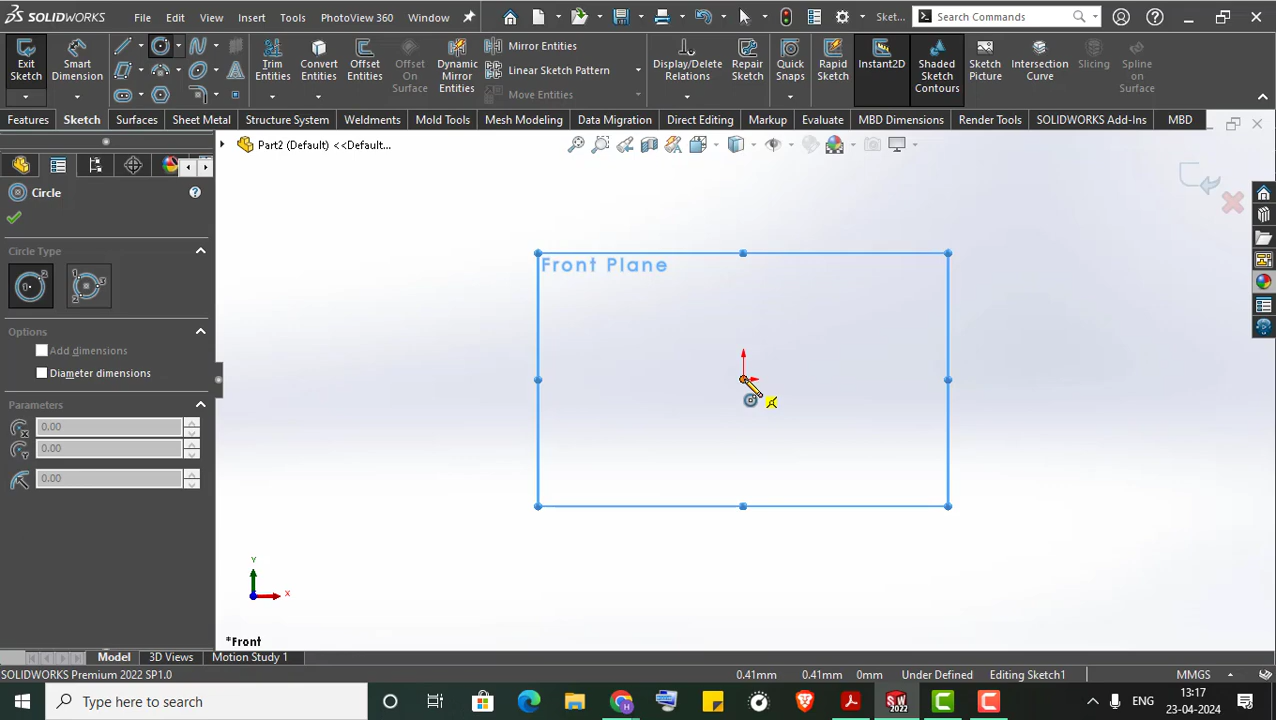 SOLIDWORKS File Edit View Insert Tools PhotoView 360 Window Sket... Search Commands
Exit Sketch
Smart Dimension
Trim Entities
Convert Entities
Offset Entities
Offset On Surface
Dynamic Mirror Entities
Mirror Entities
Linear Sketch Pattern
Move Entities
Display/Delete Relations
Repair Sketch
Quick Snaps
Rapid Sketch
Instant2D
Shaded Sketch Contours
Sketch Picture
Intersection Curve
Slicing
Spline on Surface
Features Sketch Surfaces Sheet Metal Structure System Weldments Mold Tools Mesh Modeling Data Migration Direct Editing Markup Evaluate MBD Dimensions Render Tools SOLIDWORKS Add-Ins MBD
Part2 (Default) <<Default...
Circle
Circle Type
Options
Add dimensions
Diameter dimensions
Parameters
0.00
0.00
0.00
Front Plane
Y
X
*Front
Model 3D Views Motion Study 1
SOLIDWORKS Premium 2022 SP1.0 0.41mm 0.41mm 0mm Under Defined Editing Sketch1 MMGS
Type here to search
2022
ENG
13:17
23-04-2024